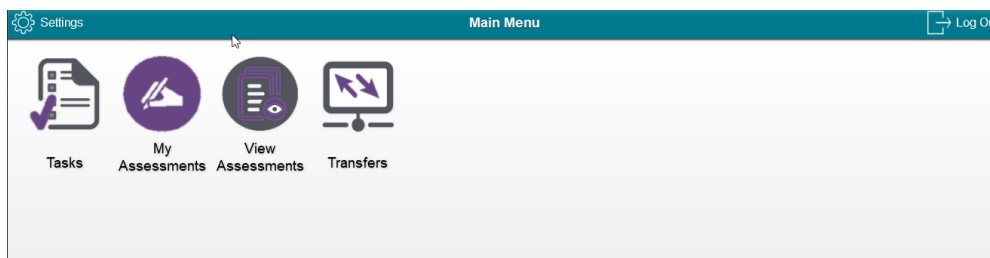 Settings
Main Menu
Log O
Tasks
My
Assessments
View
Assessments
Transfers